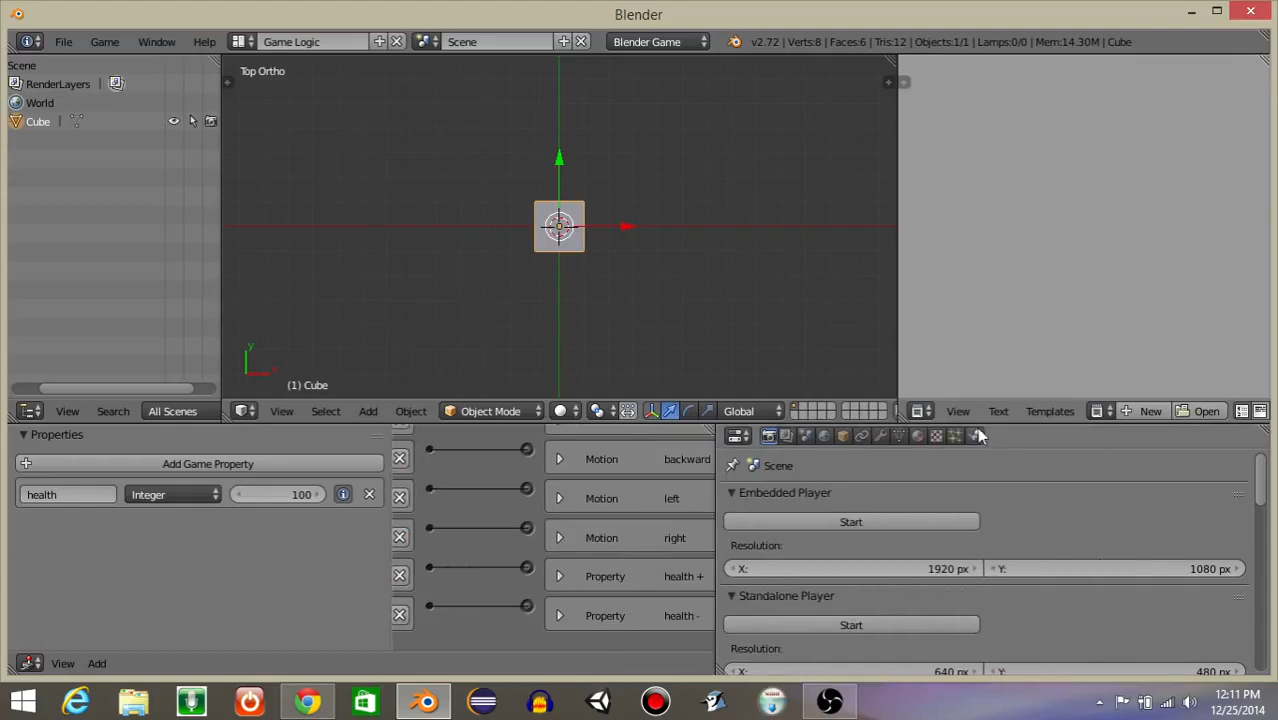 Blender
File Game Window Help Game Logic Scene Blender Game v2.72 | Verts:8 | Faces:6 | Tris:12 | Objects:1/1 | Lamps:0/0 | Mem:14.30M | Cube
Scene
RenderLayers
World
Cube
Top Ortho
y
x
(1) Cube
View Search All Scenes
View Select Add Object Object Mode Global
View Text Templates New Open
Properties
Add Game Property
health Integer 100
Motion backward
Motion left
Motion right
Property health +
Property health -
View Add
Scene
Embedded Player
Start
Resolution:
X: 1920 px Y: 1080 px
Standalone Player
Start
Resolution:
X: 640 px Y: 480 px
12:11 PM
12/25/2014